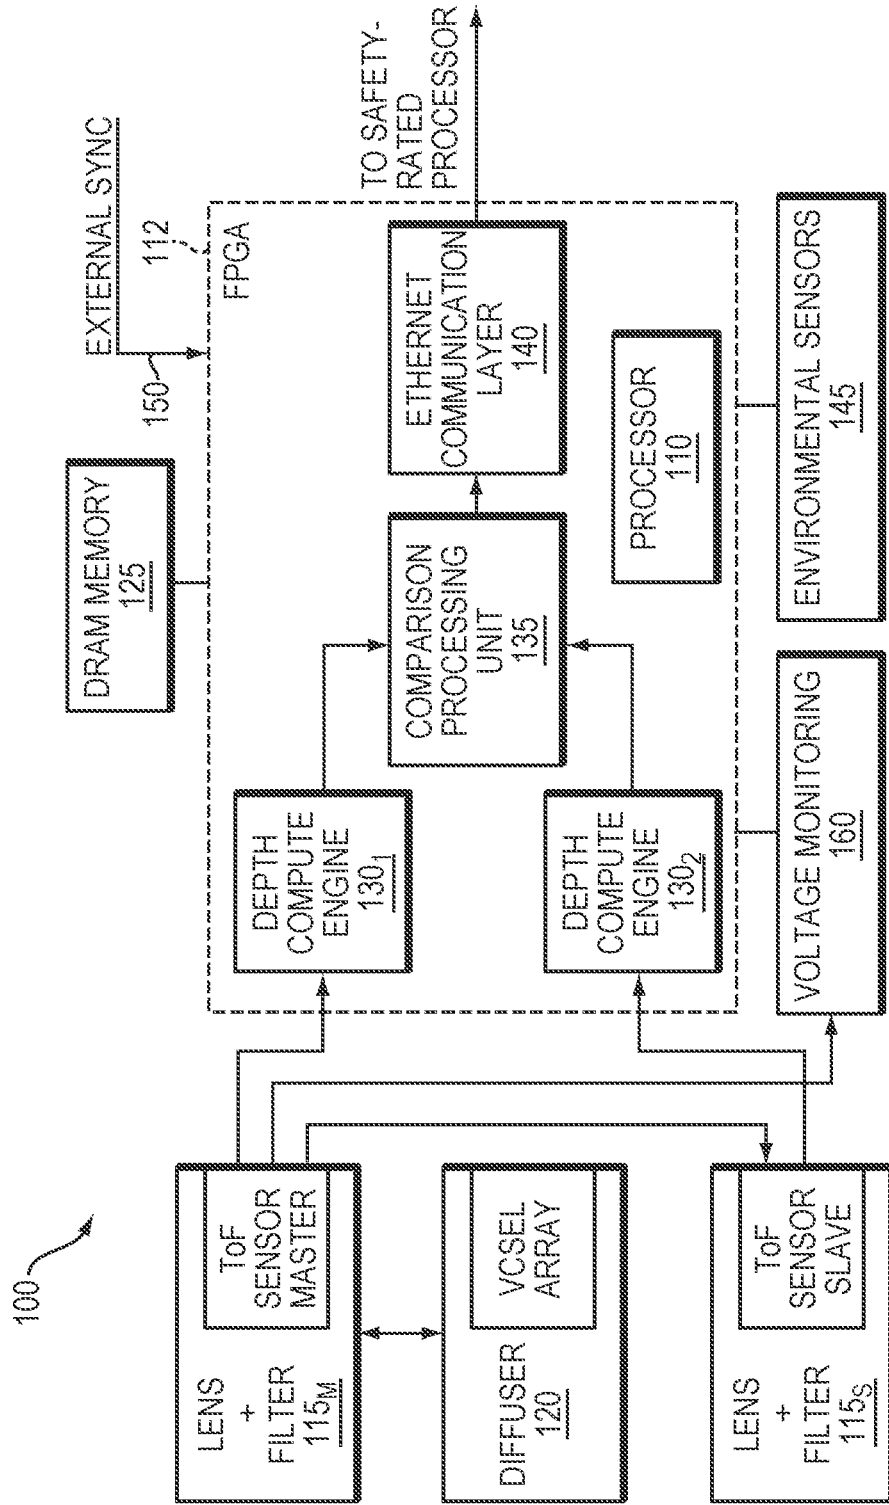 100
LENS
+
FILTER
115M
ToF
SENSOR
MASTER
DIFFUSER
120
VCSEL
ARRAY
LENS
+
FILTER
115S
ToF
SENSOR
SLAVE
DRAM MEMORY
125
EXTERNAL SYNC
150
112
FPGA
DEPTH
COMPUTE
ENGINE
1301
DEPTH
COMPUTE
ENGINE
1302
COMPARISON
PROCESSING
UNIT
135
ETHERNET
COMMUNICATION
LAYER
140
PROCESSOR
110
TO SAFETY-
RATED
PROCESSOR
VOLTAGE MONITORING
160
ENVIRONMENTAL SENSORS
145